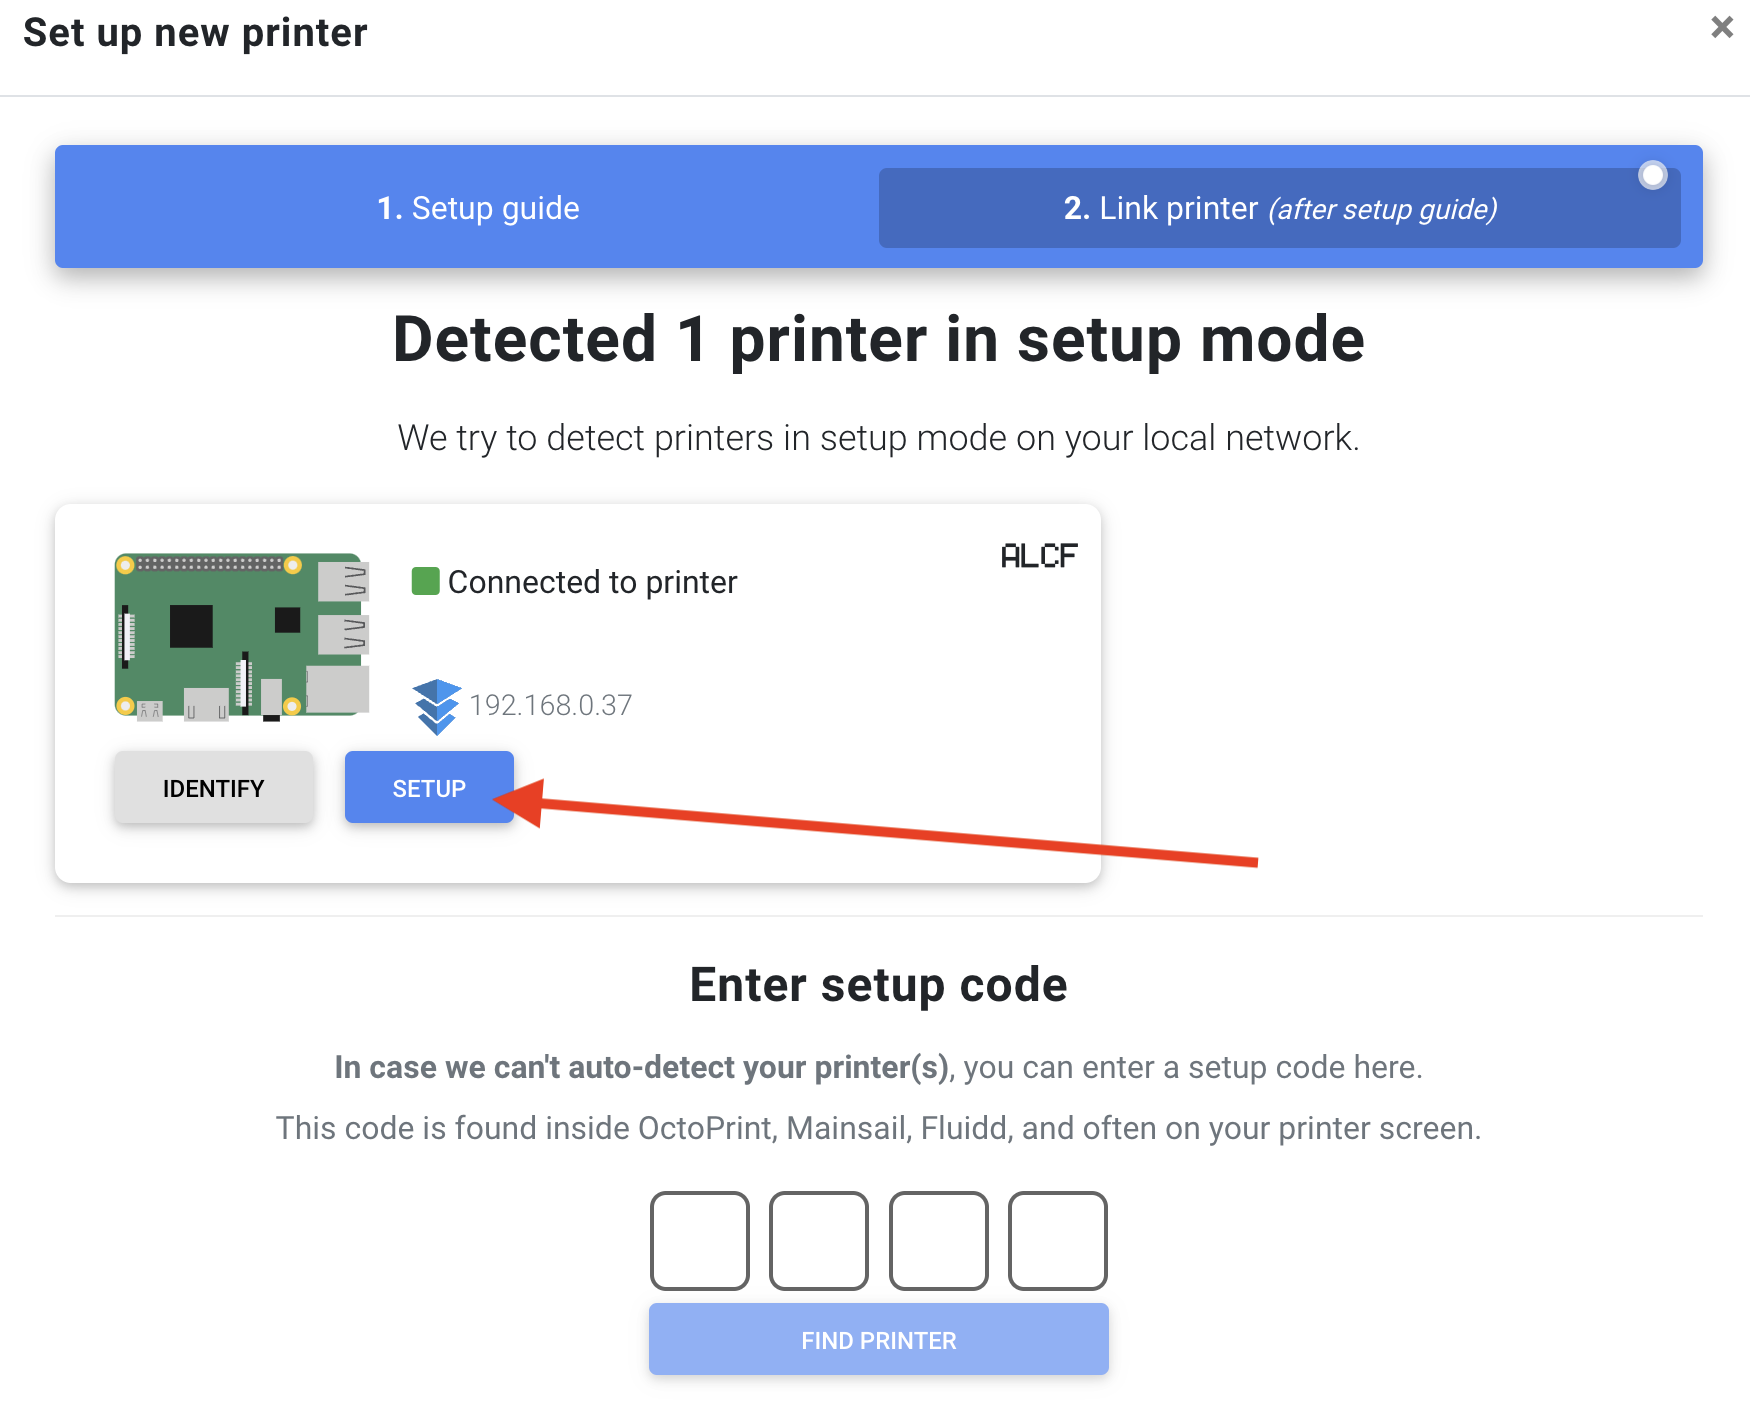 Set up new printer
×
1. Setup guide
2. Link printer (after setup guide)
Detected 1 printer in setup mode
We try to detect printers in setup mode on your local network.
Connected to printer
ALCF
192.168.0.37
IDENTIFY
SETUP
Enter setup code
In case we can't auto-detect your printer(s), you can enter a setup code here.
This code is found inside OctoPrint, Mainsail, Fluidd, and often on your printer screen.
FIND PRINTER